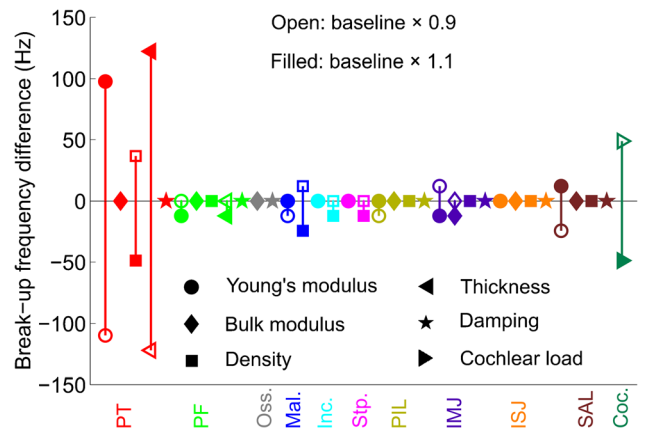 Open: baseline × 0.9
Filled: baseline × 1.1
Break-up frequency difference (Hz)
150
100
50
0
−50
−100
−150
Young's modulus
Thickness
Bulk modulus
Damping
Density
Cochlear load
PT
PF
Oss.
Mal.
Inc.
Stp.
PIL
IMJ
ISJ
SAL
Coc.